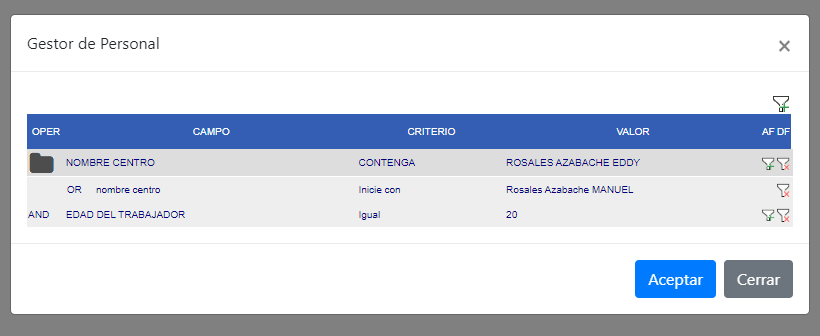 Gestor de Personal ×
OPER CAMPO CRITERIO VALOR AF DF
NOMBRE CENTRO CONTENGA ROSALES AZABACHE EDDY
OR nombre centro Inicie con Rosales Azabache MANUEL
AND EDAD DEL TRABAJADOR Igual 20
Aceptar Cerrar